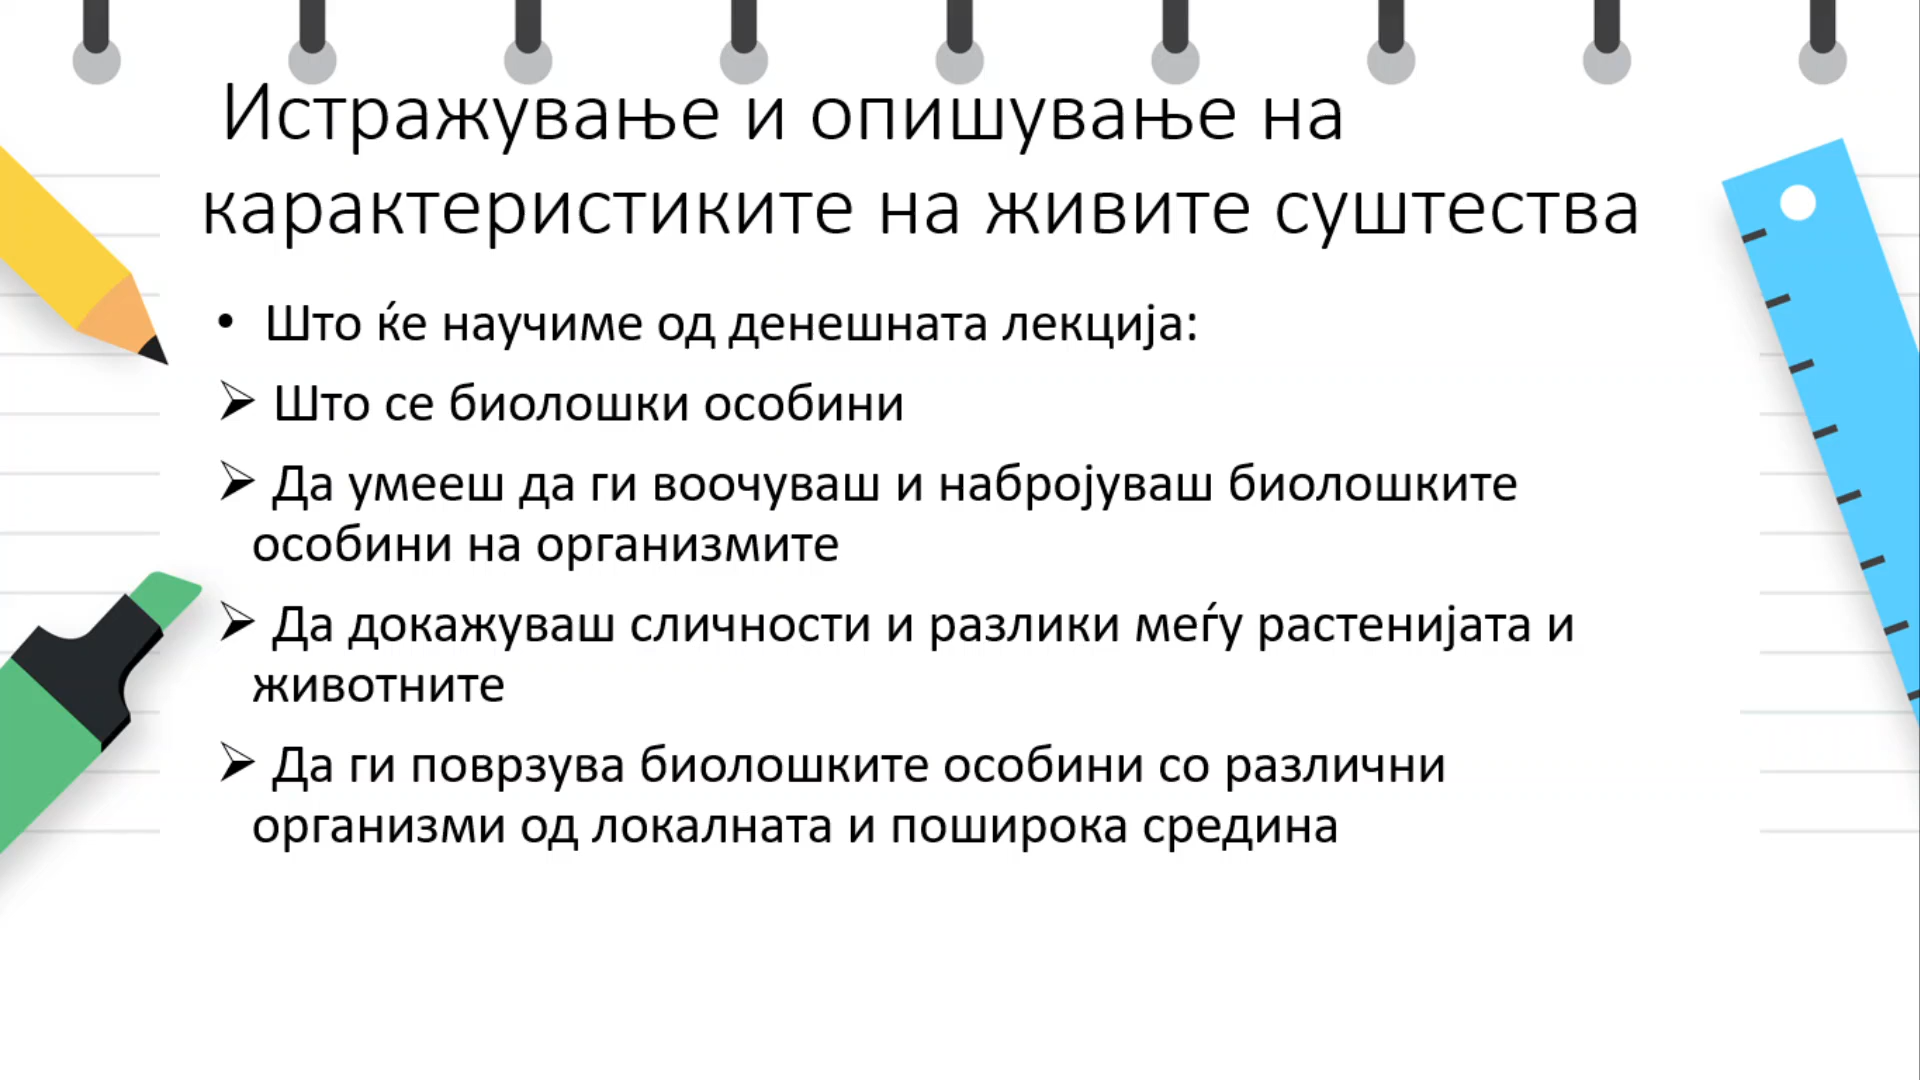 Истражување и опишување на
карактеристиките на живите суштества
• Што ќе научиме од денешната лекција:
➢ Што се биолошки особини
➢ Да умееш да ги воочуваш и набројуваш биолошките
особини на организмите
➢ Да докажуваш сличности и разлики меѓу растенијата и
животните
➢ Да ги поврзува биолошките особини со различни
организми од локалната и поширока средина